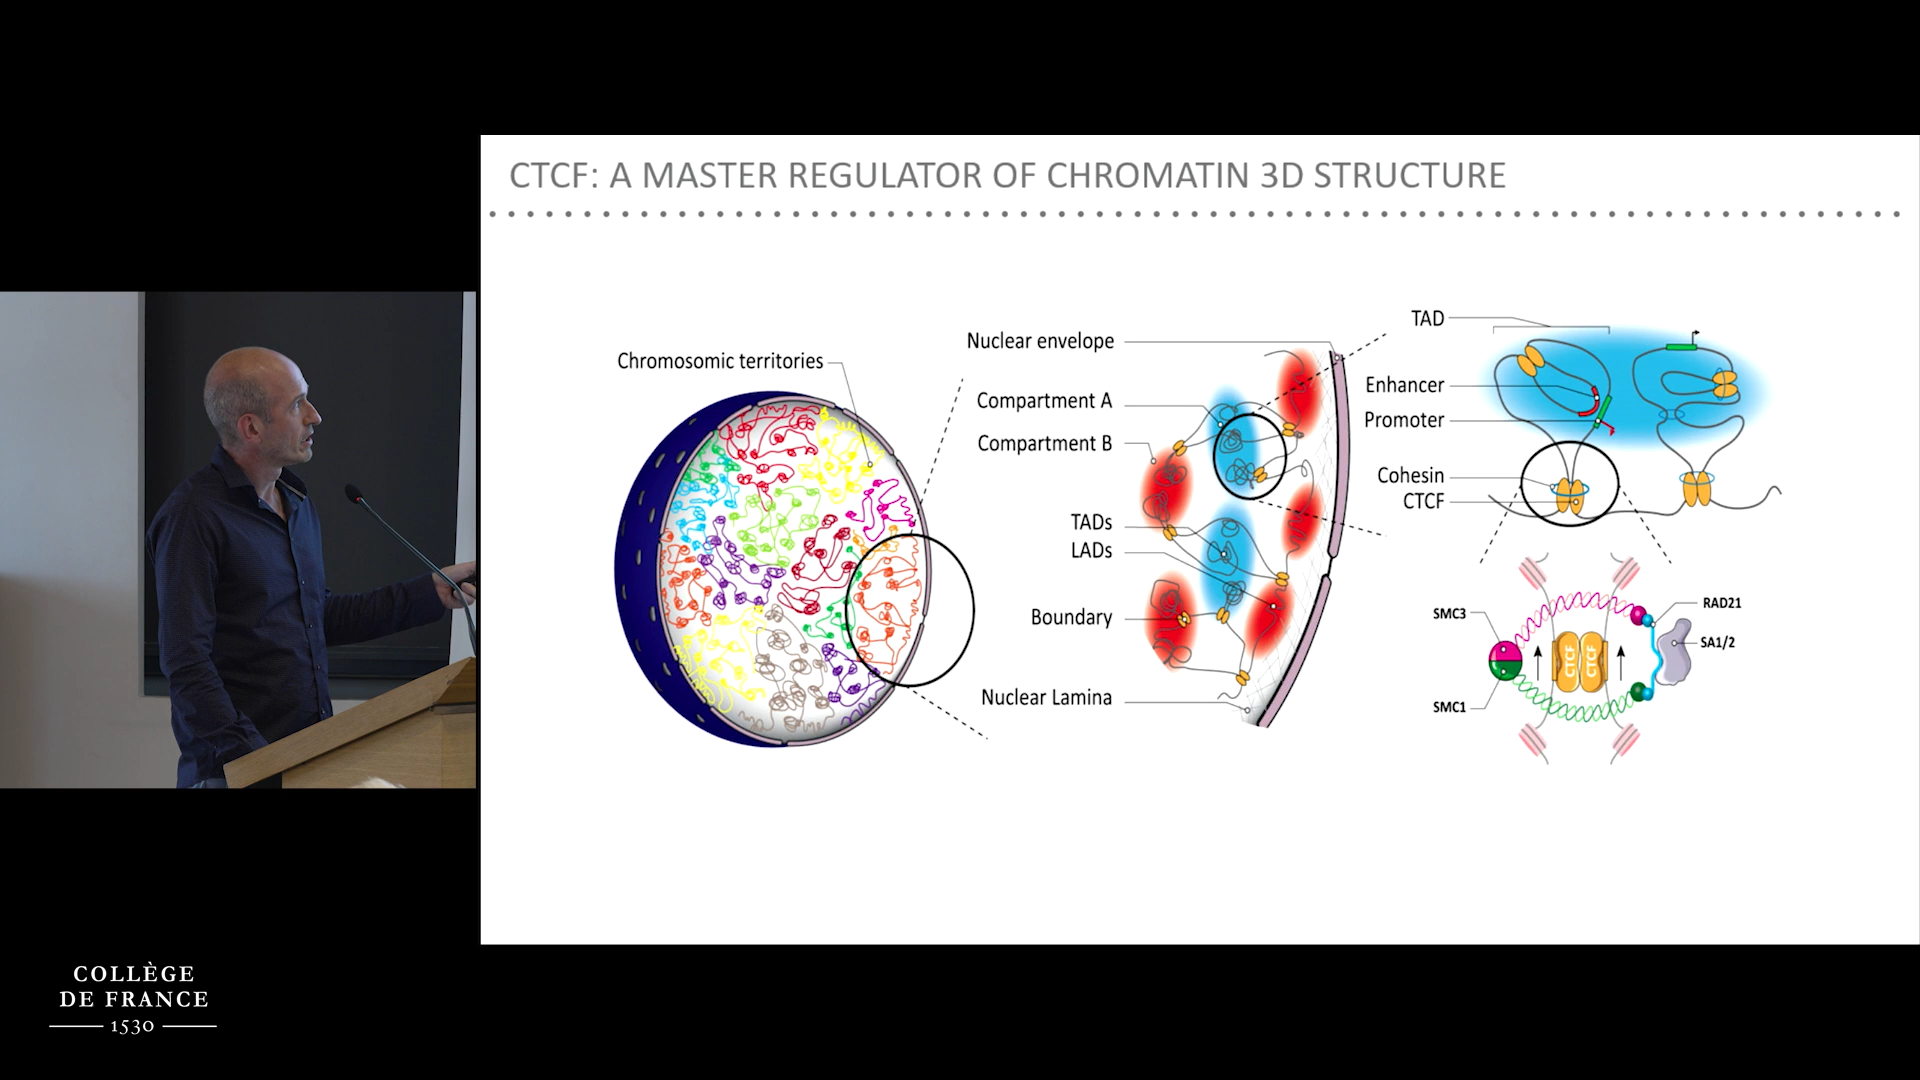 CTCF: A MASTER REGULATOR OF CHROMATIN 3D STRUCTURE
Chromosomic territories
Nuclear envelope
Compartment A
Compartment B
TADs
LADs
Boundary
Nuclear Lamina
TAD
Enhancer
Promoter
Cohesin
CTCF
SMC3
RAD21
SA1/2
CTCF
CTCF
SMC1
COLLÈGE
DE FRANCE
1530